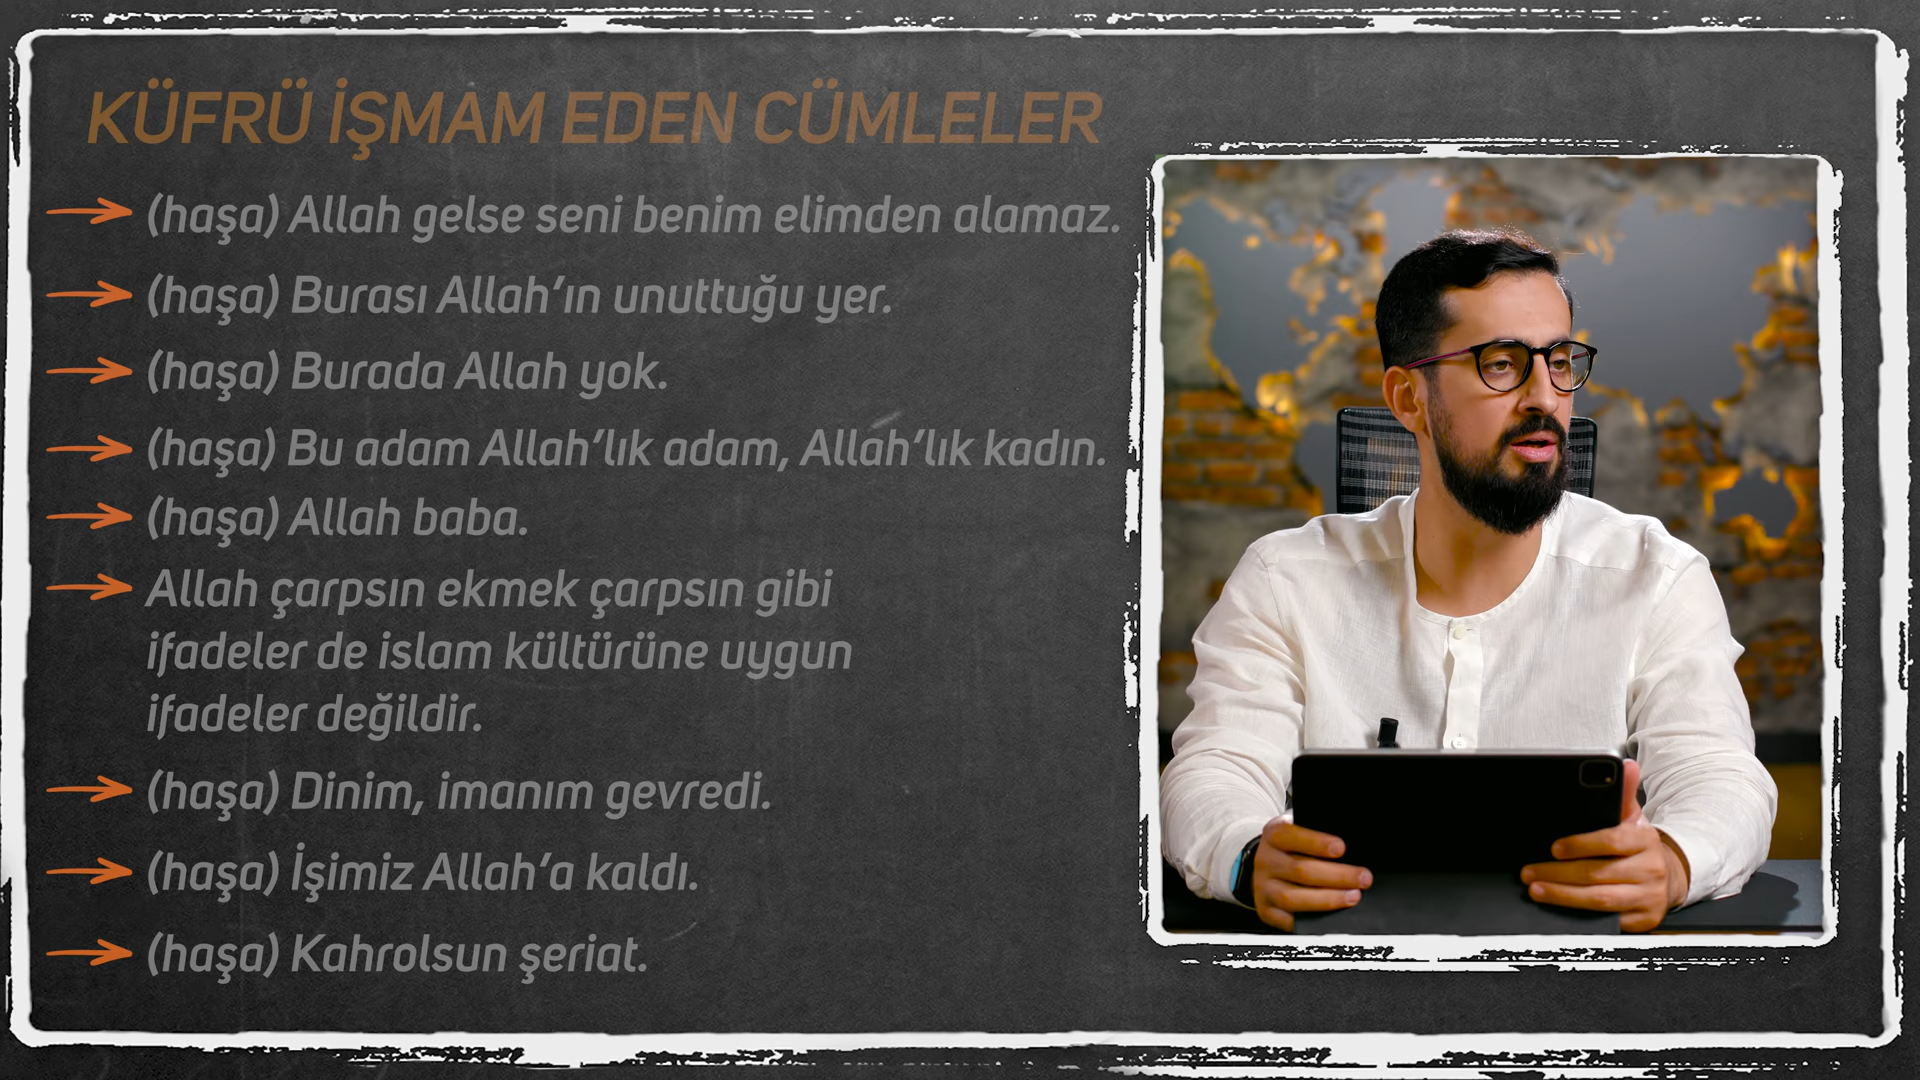 KÜFRÜ İŞMAM EDEN CÜMLELER
(haşa) Allah gelse seni benim elimden alamaz.
(haşa) Burası Allah’ın unuttuğu yer.
(haşa) Burada Allah yok.
(haşa) Bu adam Allah’lık adam, Allah’lık kadın.
(haşa) Allah baba.
Allah çarpsın ekmek çarpsın gibi
ifadeler de islam kültürüne uygun
ifadeler değildir.
(haşa) Dinim, imanım gevredi.
(haşa) İşimiz Allah’a kaldı.
(haşa) Kahrolsun şeriat.